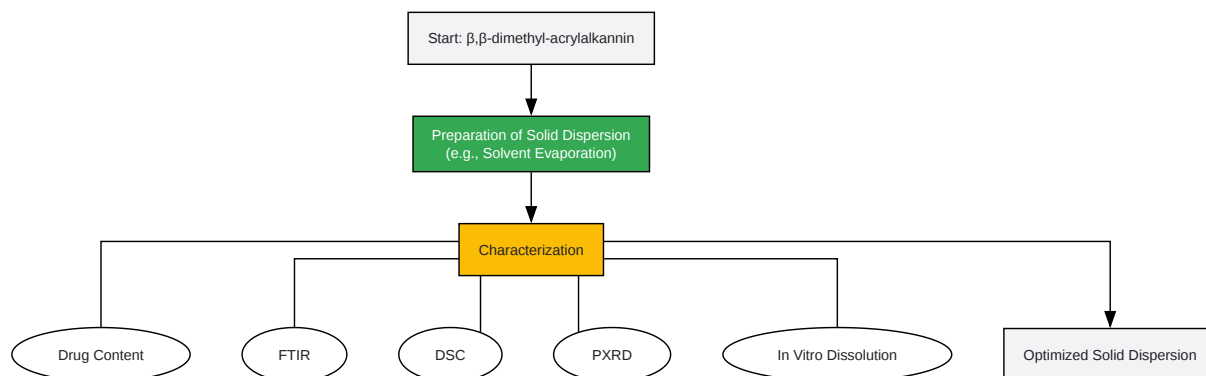 Start: β,β-dimethyl-acrylalkannin
Preparation of Solid Dispersion
(e.g., Solvent Evaporation)
Characterization
Drug Content
FTIR
DSC
PXRD
In Vitro Dissolution
Optimized Solid Dispersion